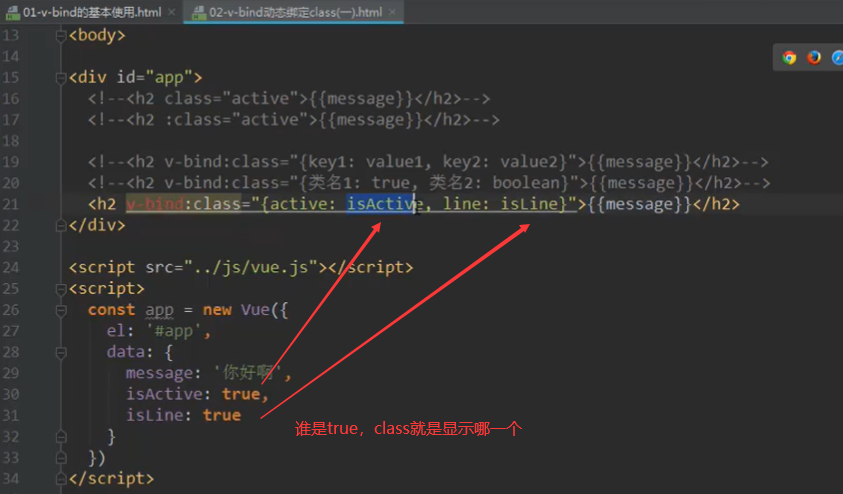 01-v-bind的基本使用.html × 02-v-bind动态绑定class(一).html ×
13 <body>
14
15 <div id="app">
16 <!--<h2 class="active">{{message}}</h2>-->
17 <!--<h2 :class="active">{{message}}</h2>-->
18
19 <!--<h2 v-bind:class="{key1: value1, key2: value2}">{{message}}</h2>-->
20 <!--<h2 v-bind:class="{类名1: true, 类名2: boolean}">{{message}}</h2>-->
21 <h2 v-bind:class="{active: isActive, line: isLine}">{{message}}</h2>
22 </div>
23
24 <script src="../js/vue.js"></script>
25 <script>
26 const app = new Vue({
27 el: '#app',
28 data: {
29 message: '你好啊',
30 isActive: true,
31 isLine: true
谁是true，class就是显示哪一个
32 }
33 })
34 </script>